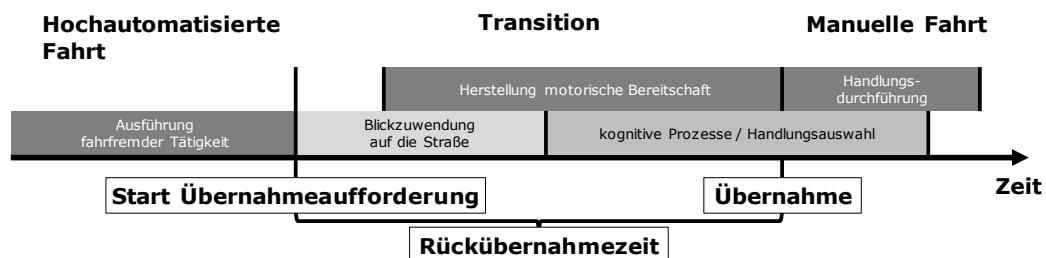 Hochautomatisierte
Fahrt
Transition
Manuelle Fahrt
Herstellung motorische Bereitschaft
Handlungs-
durchführung
Ausführung
fahrfremder Tätigkeit
Blickzuwendung
auf die Straße
kognitive Prozesse / Handlungsauswahl
Zeit
Start Übernahmeaufforderung
Übernahme
Rückübernahmezeit